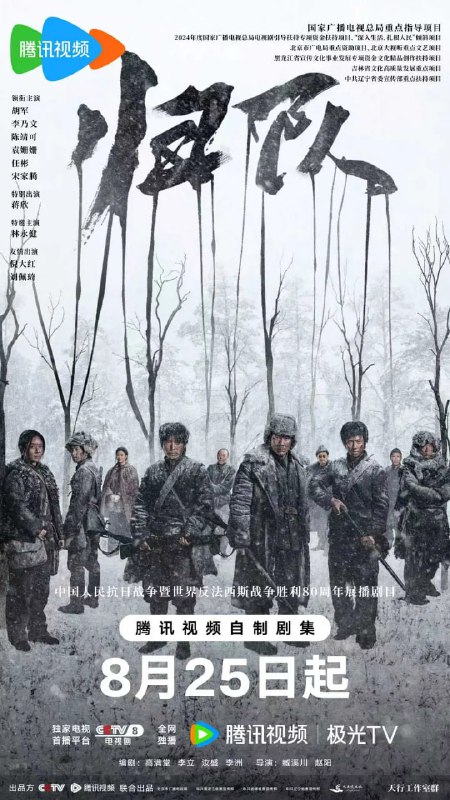 腾讯视频
国家广播电视总局重点指导项目
2024年度国家广播电视总局电视剧引导扶持专项资金扶持项目、“深入生活、扎根人民”倾斜项目
北京市广电局重点资助项目、北京大视听重点文艺项目
黑龙江省宣传文化事业发展专项资金文化精品创作扶持项目
吉林省文化高质量发展重点项目
中共辽宁省委宣传部重点扶持项目
领衔主演
胡军
李乃文
陈靖可
袁姗姗
任彬
宋家腾
特别出演
蒋欣
特邀主演
林永健
友情出演
倪大红
刘佩琦
归队
中国人民抗日战争暨世界反法西斯战争胜利80周年展播剧目
腾讯视频自制剧集
8月25日起
独家电视
首播平台
CCTV 8
电视剧
全网
独播
腾讯视频
极光TV
编剧：高满堂 李立 汝盛 李洲 导演：臧溪川 赵阳
出品方 CCTV 腾讯视频 联合出品
天行工作室群